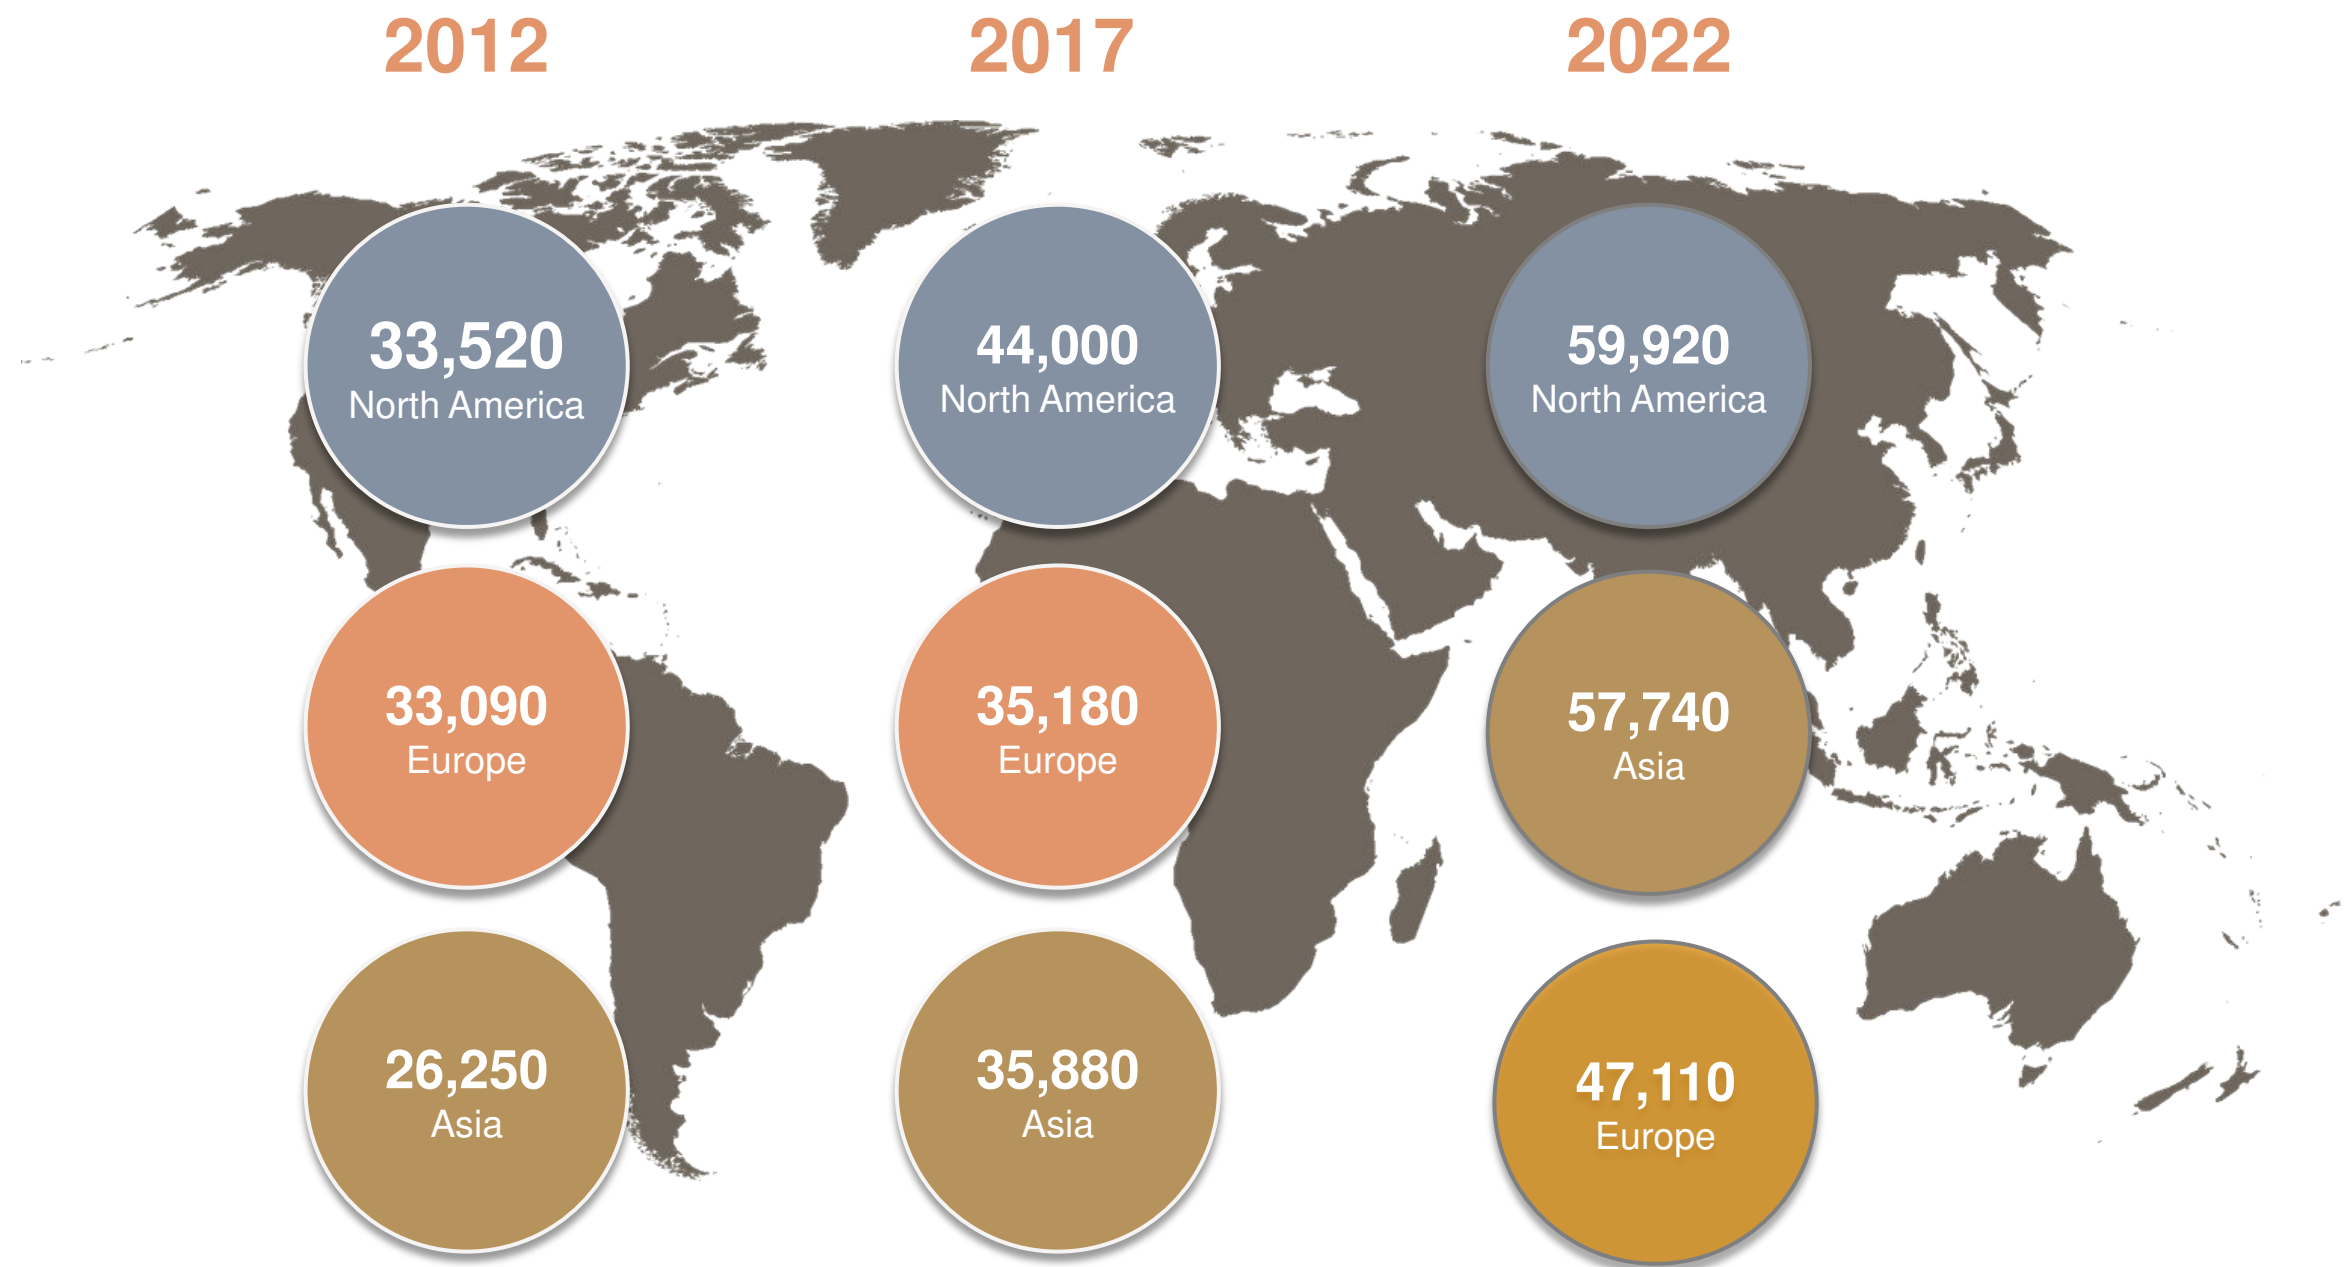 2012
2017
2022
33,520
North America
44,000
North America
59,920
North America
33,090
Europe
35,180
Europe
57,740
Asia
26,250
Asia
35,880
Asia
47,110
Europe